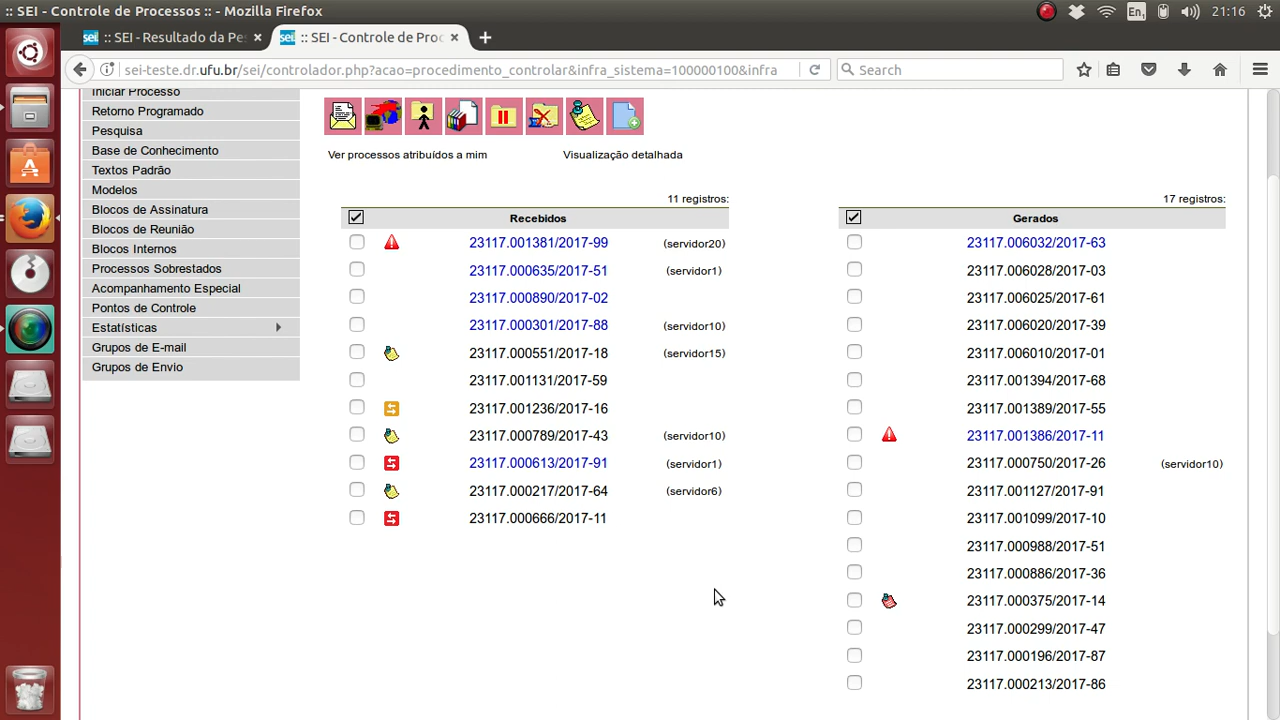 :: SEI - Controle de Processos :: - Mozilla Firefox
En1
21:16
sei :: SEI - Resultado da Pe
sei :: SEI - Controle de Proc
sei-teste.dr.ufu.br/sei/controlador.php?acao=procedimento_controlar&infra_sistema=100000100&infra
Search
Iniciar Processo
Retorno Programado
Pesquisa
Base de Conhecimento
Textos Padrão
Modelos
Blocos de Assinatura
Blocos de Reunião
Blocos Internos
Processos Sobrestados
Acompanhamento Especial
Pontos de Controle
Estatísticas
Grupos de E-mail
Grupos de Envio
Ver processos atribuídos a mim
Visualização detalhada
11 registros:
Recebidos
23117.001381/2017-99 (servidor20)
23117.000635/2017-51 (servidor1)
23117.000890/2017-02
23117.000301/2017-88 (servidor10)
23117.000551/2017-18 (servidor15)
23117.001131/2017-59
23117.001236/2017-16
23117.000789/2017-43 (servidor10)
23117.000613/2017-91 (servidor1)
23117.000217/2017-64 (servidor6)
23117.000666/2017-11
17 registros:
Gerados
23117.006032/2017-63
23117.006028/2017-03
23117.006025/2017-61
23117.006020/2017-39
23117.006010/2017-01
23117.001394/2017-68
23117.001389/2017-55
23117.001386/2017-11
23117.000750/2017-26 (servidor10)
23117.001127/2017-91
23117.001099/2017-10
23117.000988/2017-51
23117.000886/2017-36
23117.000375/2017-14
23117.000299/2017-47
23117.000196/2017-87
23117.000213/2017-86